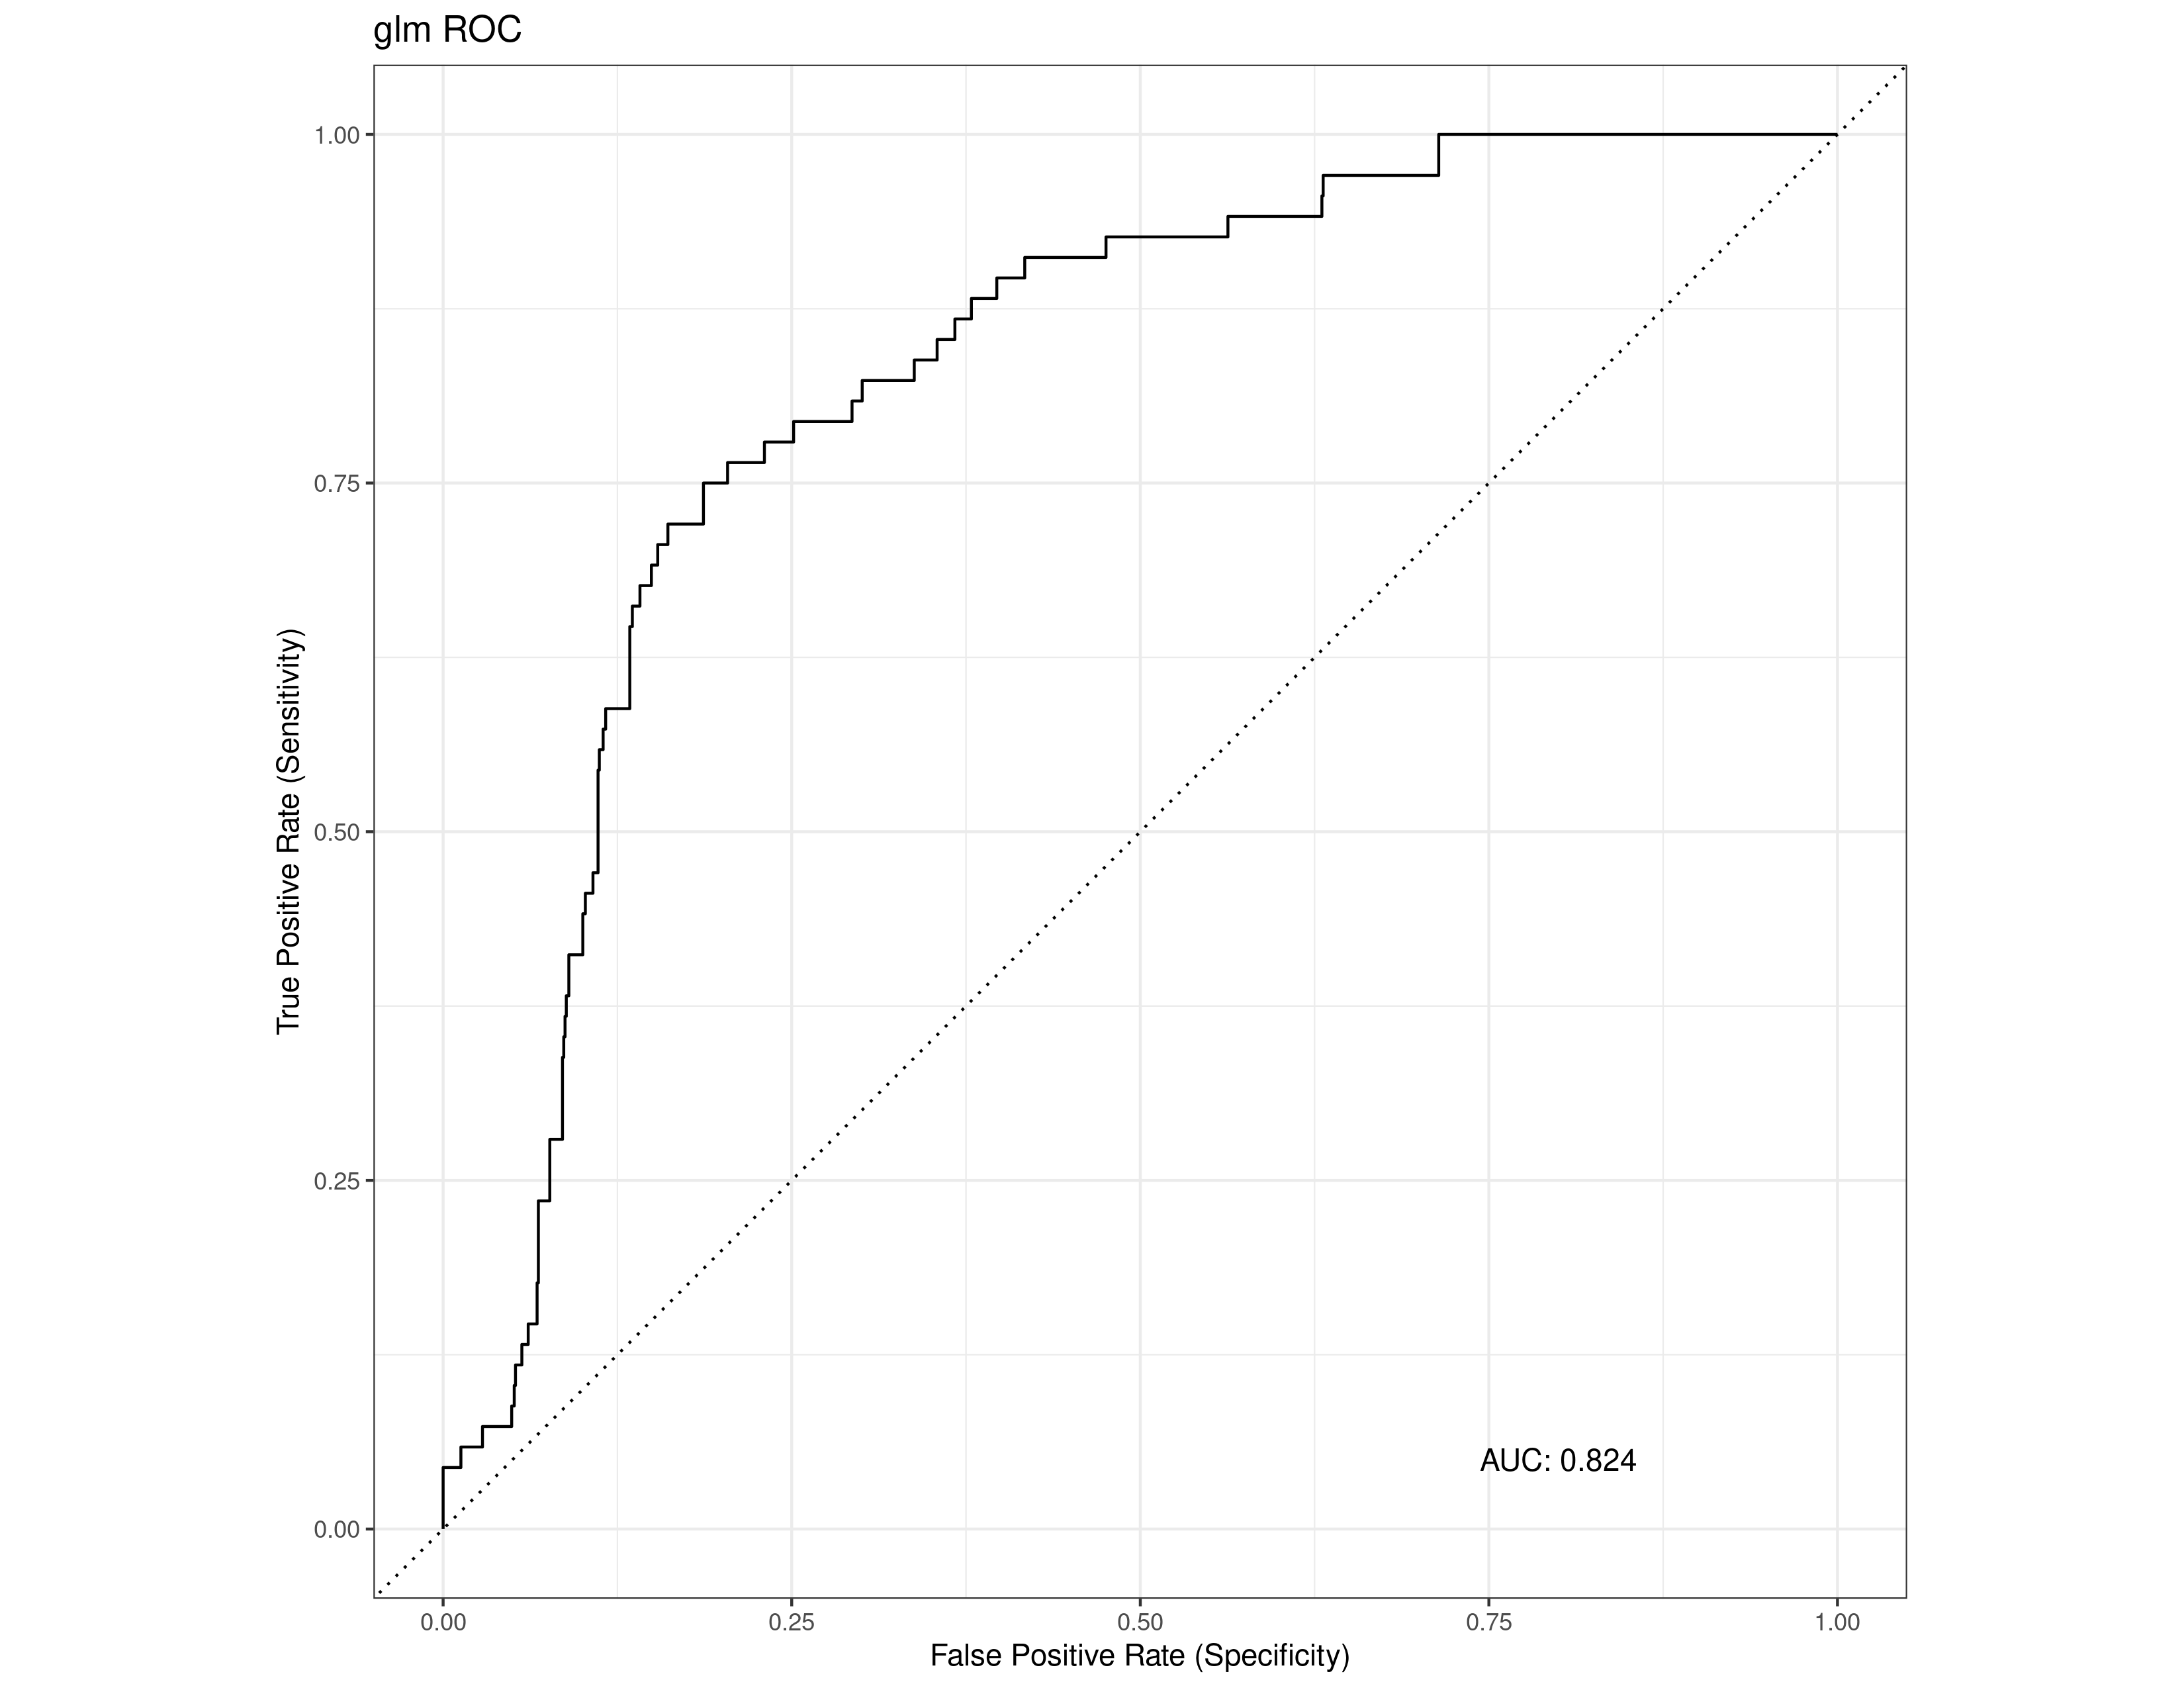 glm ROC
1.00
0.75
0.50
0.25
0.00
True Positive Rate (Sensitivity)
AUC: 0.824
0.00 0.25 0.50 0.75 1.00
False Positive Rate (Specificity)